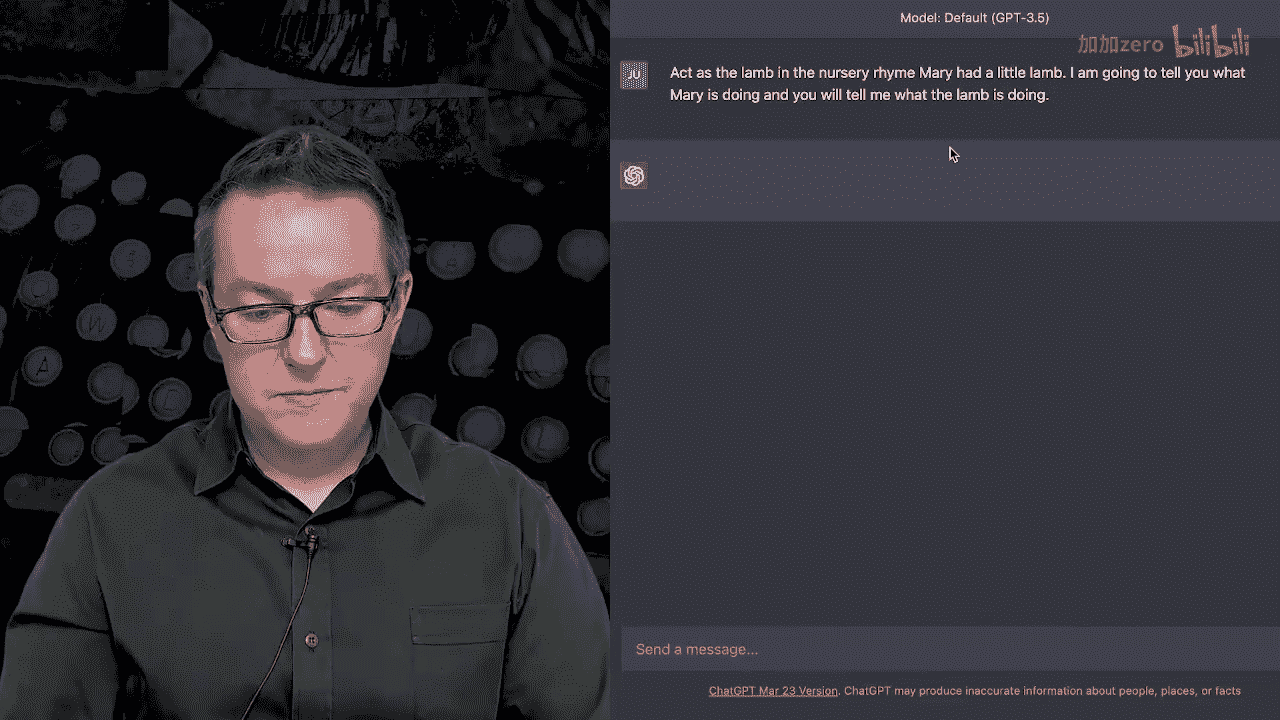 Model: Default (GPT-3.5)
加加zero bilibili
JU
Act as the lamb in the nursery rhyme Mary had a little lamb. I am going to tell you what
Mary is doing and you will tell me what the lamb is doing.
Send a message...
ChatGPT Mar 23 Version. ChatGPT may produce inaccurate information about people, places, or facts